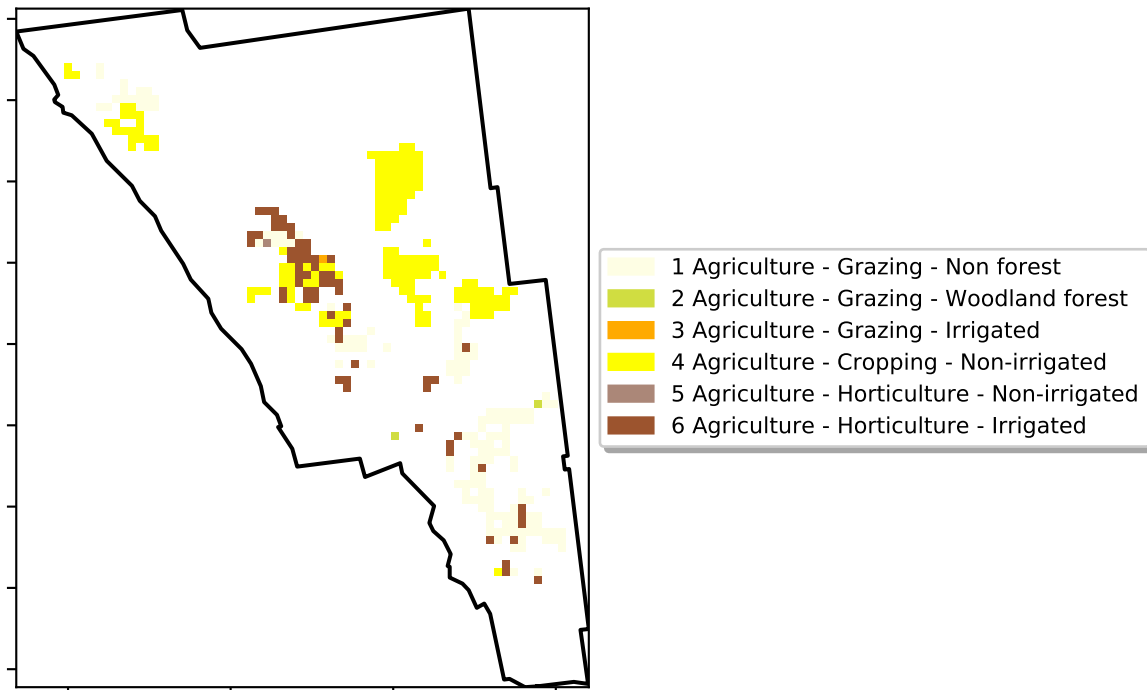 1 Agriculture - Grazing - Non forest
2 Agriculture - Grazing - Woodland forest
3 Agriculture - Grazing - Irrigated
4 Agriculture - Cropping - Non-irrigated
5 Agriculture - Horticulture - Non-irrigated
6 Agriculture - Horticulture - Irrigated